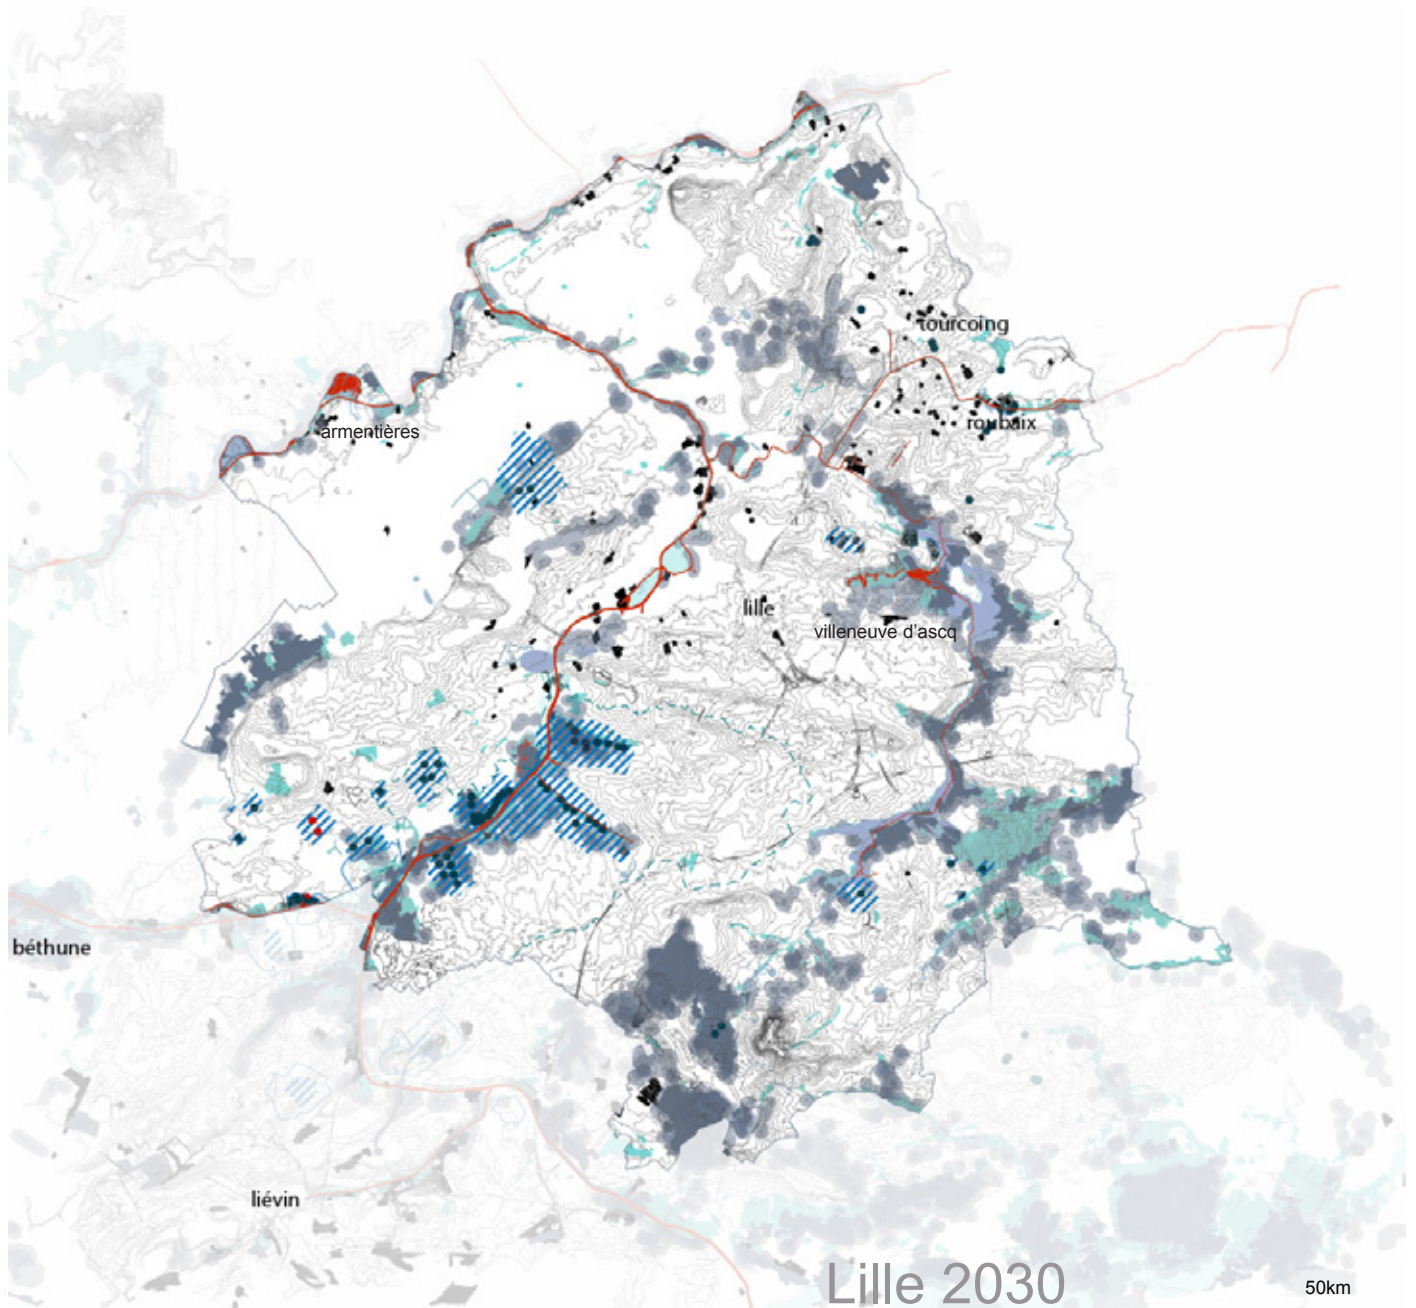 tourcoing
roubaix
armentières
lille
villeneuve d'ascq
béthune
liévin
Lille 2030
50km